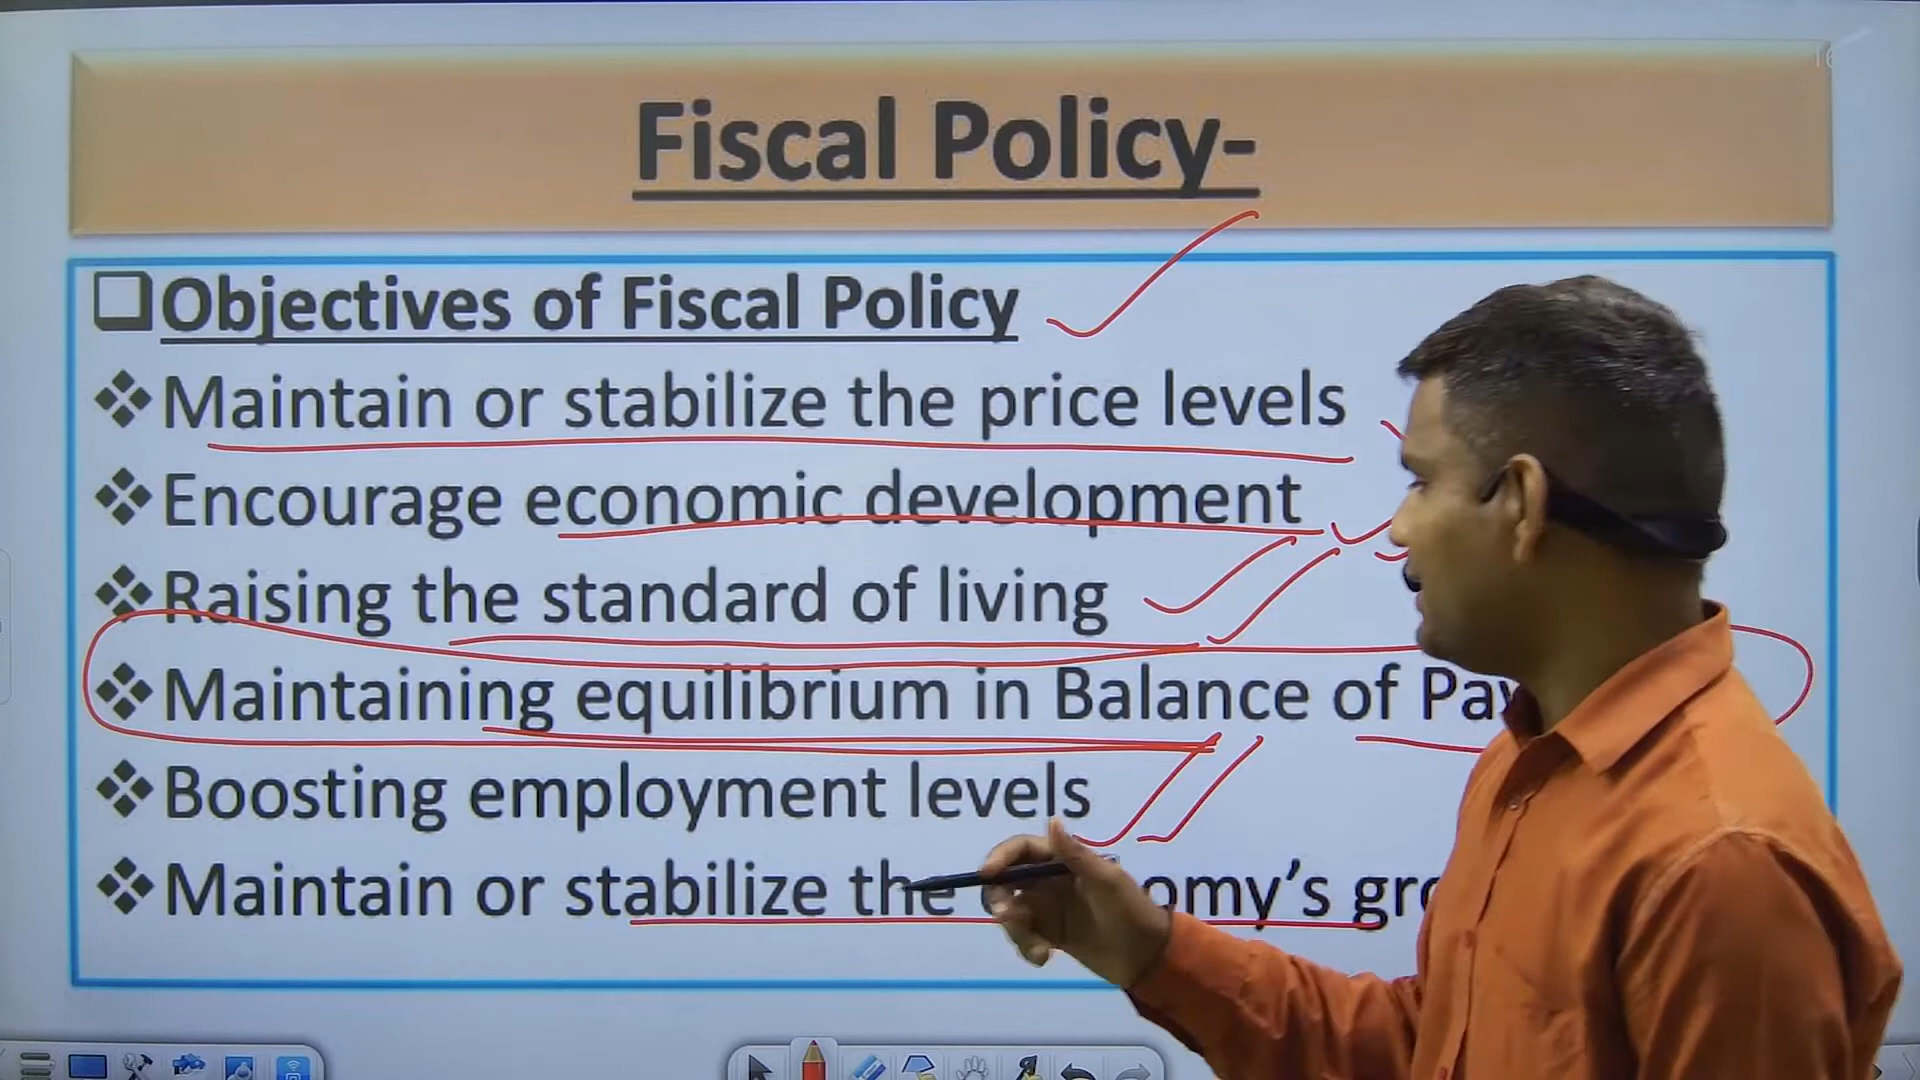 Fiscal Policy-
Objectives of Fiscal Policy
Maintain or stabilize the price levels
Encourage economic development
Raising the standard of living
Maintaining equilibrium in Balance of
Boosting employment levels
Maintain or stabilize the